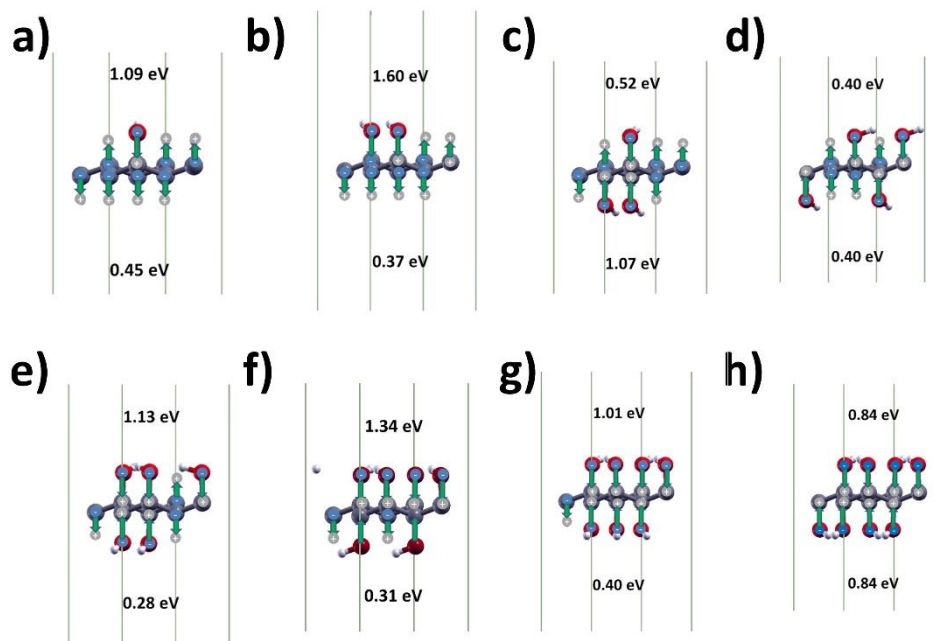 a)
1.09 eV
0.45 eV
b)
1.60 eV
0.37 eV
c)
0.52 eV
1.07 eV
d)
0.40 eV
0.40 eV
e)
1.13 eV
0.28 eV
f)
1.34 eV
0.31 eV
g)
1.01 eV
0.40 eV
h)
0.84 eV
0.84 eV